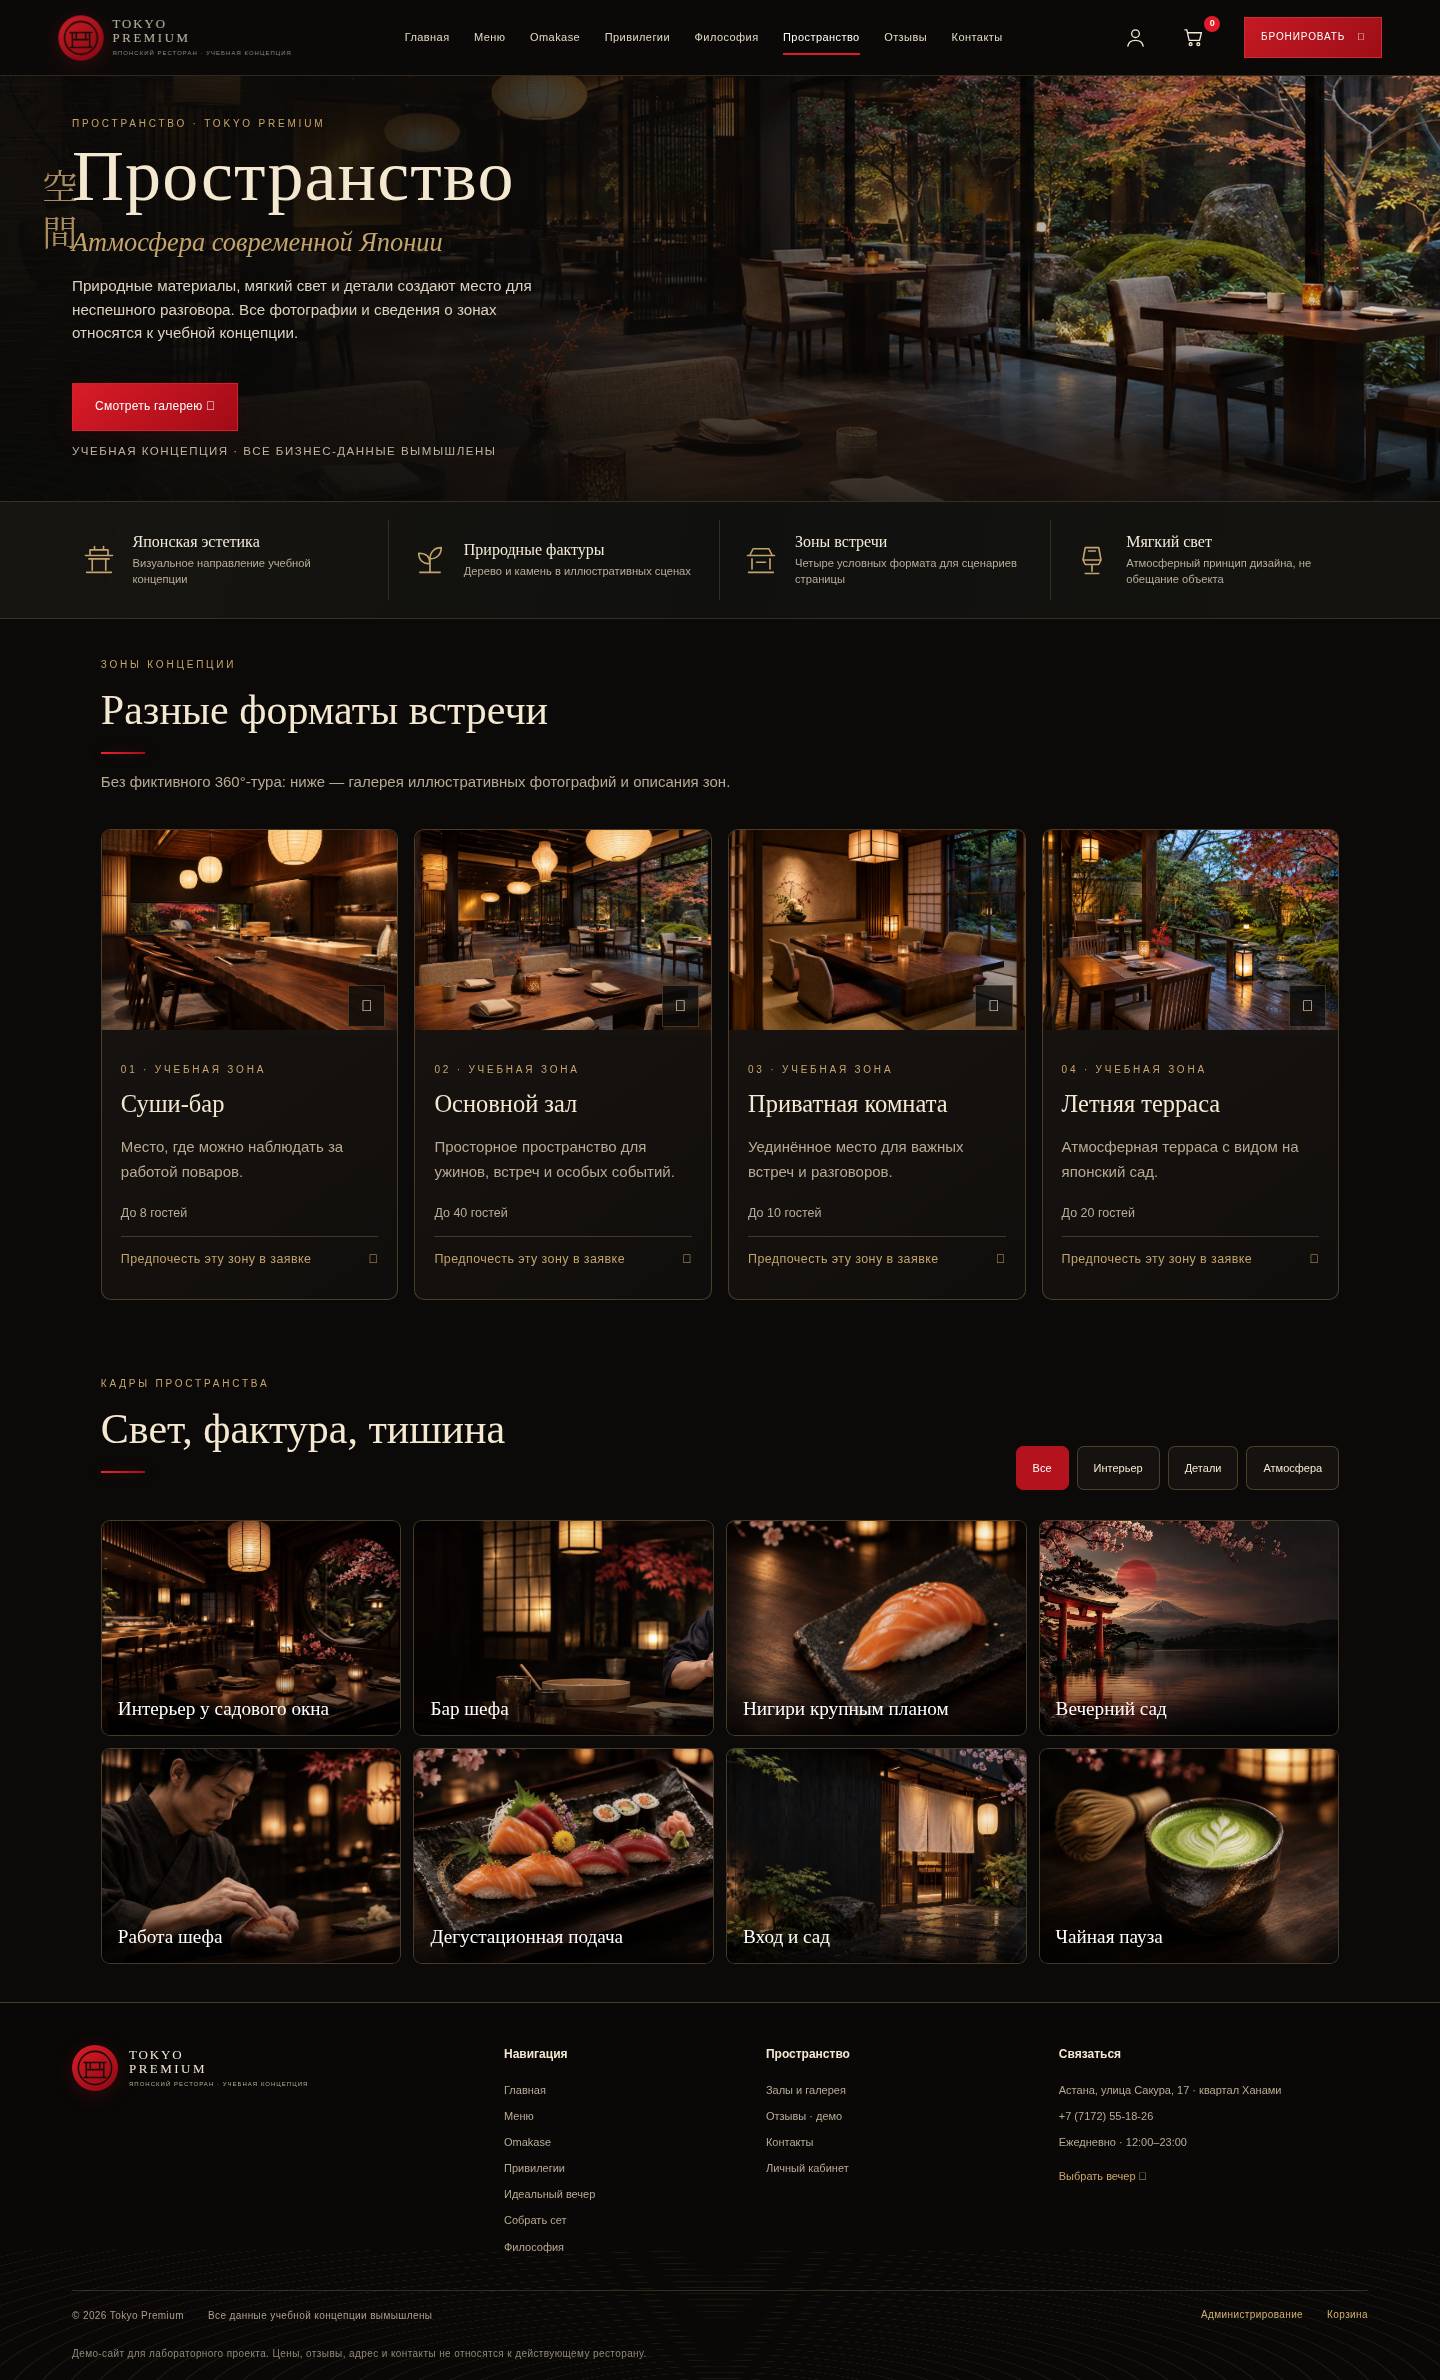 TOKYO
PREMIUM
ЯПОНСКИЙ РЕСТОРАН · УЧЕБНАЯ КОНЦЕПЦИЯ
Главная
Меню
Omakase
Привилегии
Философия
Пространство
Отзывы
Контакты
0
БРОНИРОВАТЬ
ПРОСТРАНСТВО · TOKYO PREMIUM
空間
Пространство
Атмосфера современной Японии
Природные материалы, мягкий свет и детали создают место для
неспешного разговора. Все фотографии и сведения о зонах
относятся к учебной концепции.
Смотреть галерею
УЧЕБНАЯ КОНЦЕПЦИЯ · ВСЕ БИЗНЕС-ДАННЫЕ ВЫМЫШЛЕНЫ
Японская эстетика
Визуальное направление учебной
концепции
Природные фактуры
Дерево и камень в иллюстративных сценах
Зоны встречи
Четыре условных формата для сценариев
страницы
Мягкий свет
Атмосферный принцип дизайна, не
обещание объекта
ЗОНЫ КОНЦЕПЦИИ
Разные форматы встречи
Без фиктивного 360°-тура: ниже — галерея иллюстративных фотографий и описания зон.
01 · УЧЕБНАЯ ЗОНА
Суши-бар
Место, где можно наблюдать за
работой поваров.
До 8 гостей
Предпочесть эту зону в заявке
02 · УЧЕБНАЯ ЗОНА
Основной зал
Просторное пространство для
ужинов, встреч и особых событий.
До 40 гостей
Предпочесть эту зону в заявке
03 · УЧЕБНАЯ ЗОНА
Приватная комната
Уединённое место для важных
встреч и разговоров.
До 10 гостей
Предпочесть эту зону в заявке
04 · УЧЕБНАЯ ЗОНА
Летняя терраса
Атмосферная терраса с видом на
японский сад.
До 20 гостей
Предпочесть эту зону в заявке
КАДРЫ ПРОСТРАНСТВА
Свет, фактура, тишина
Все
Интерьер
Детали
Атмосфера
Интерьер у садового окна
Бар шефа
Нигири крупным планом
Вечерний сад
Работа шефа
Дегустационная подача
Вход и сад
Чайная пауза
TOKYO
PREMIUM
ЯПОНСКИЙ РЕСТОРАН · УЧЕБНАЯ КОНЦЕПЦИЯ
Навигация
Главная
Меню
Omakase
Привилегии
Идеальный вечер
Собрать сет
Философия
Пространство
Залы и галерея
Отзывы · демо
Контакты
Личный кабинет
Связаться
Астана, улица Сакура, 17 · квартал Ханами
+7 (7172) 55-18-26
Ежедневно · 12:00–23:00
Выбрать вечер
© 2026 Tokyo Premium
Все данные учебной концепции вымышлены
Администрирование
Корзина
Демо-сайт для лабораторного проекта. Цены, отзывы, адрес и контакты не относятся к действующему ресторану.